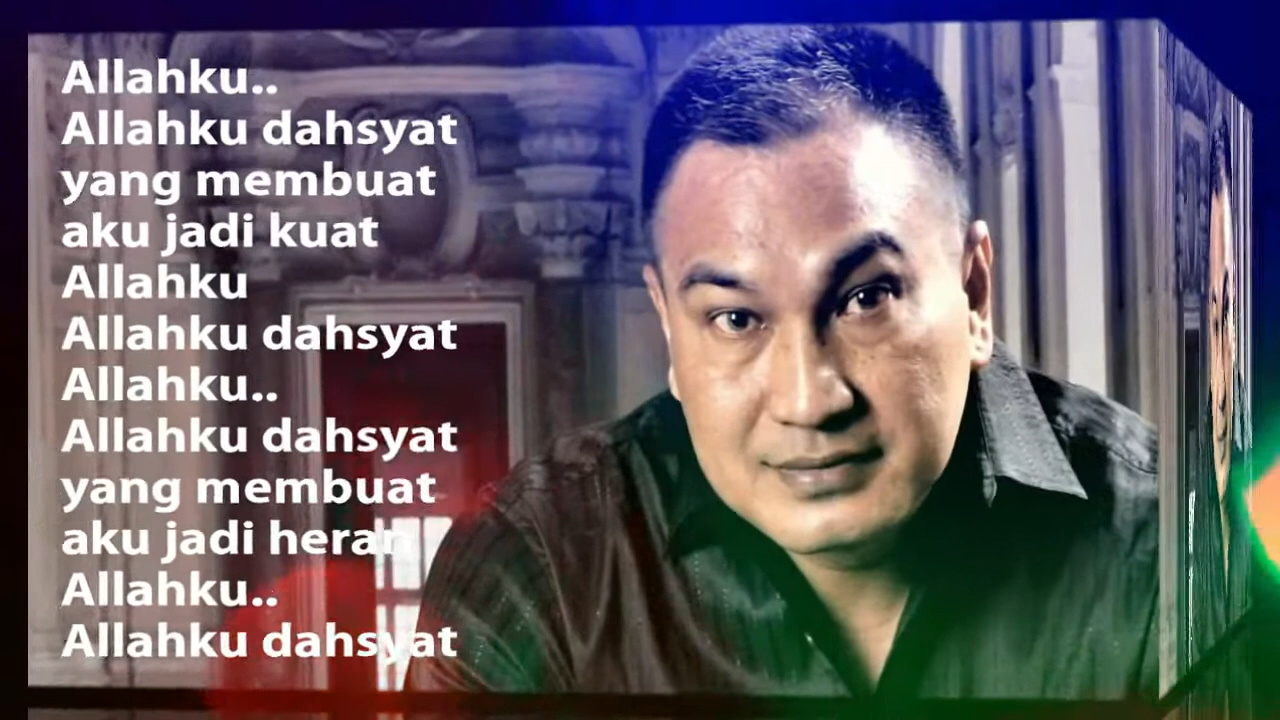 Allahku..
Allahku dahsyat
yang membuat
aku jadi kuat
Allahku
Allahku dahsyat
Allahku..
Allahku dahsyat
yang membuat
aku jadi heran
Allahku..
Allahku dahsyat